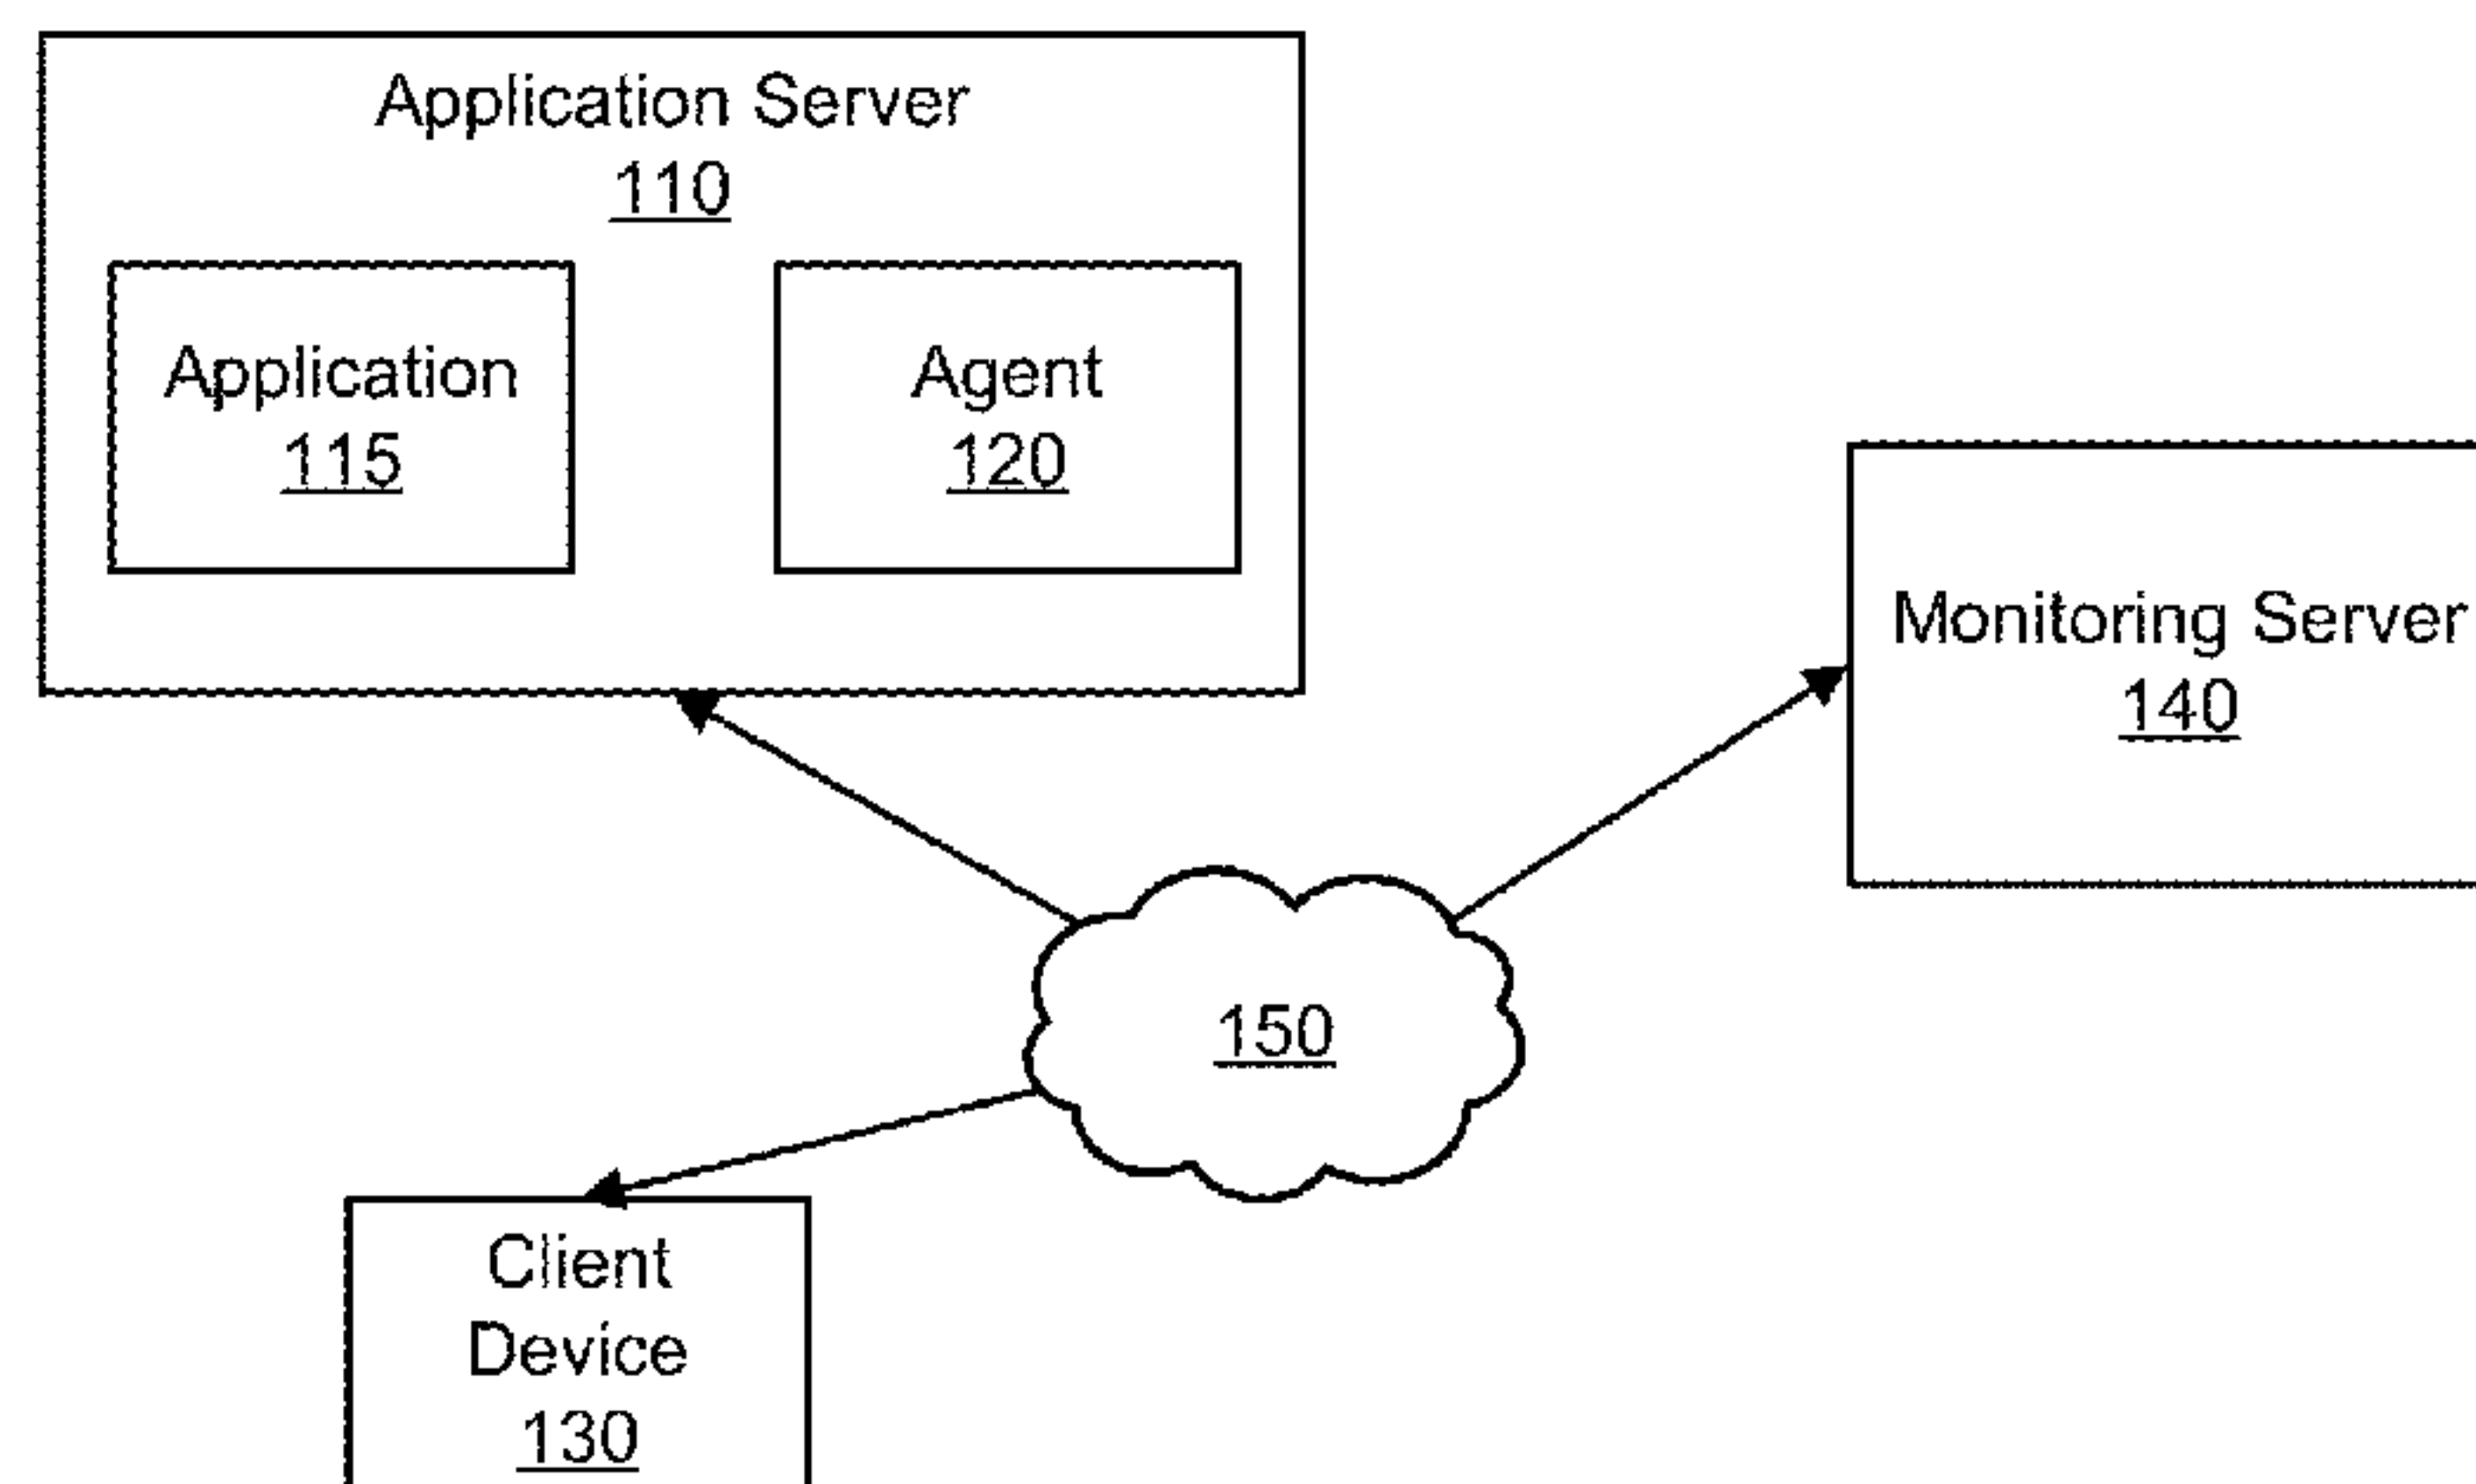 Application Server
110
Application
115
Agent
120
Monitoring Server
140
150
Client
Device
130